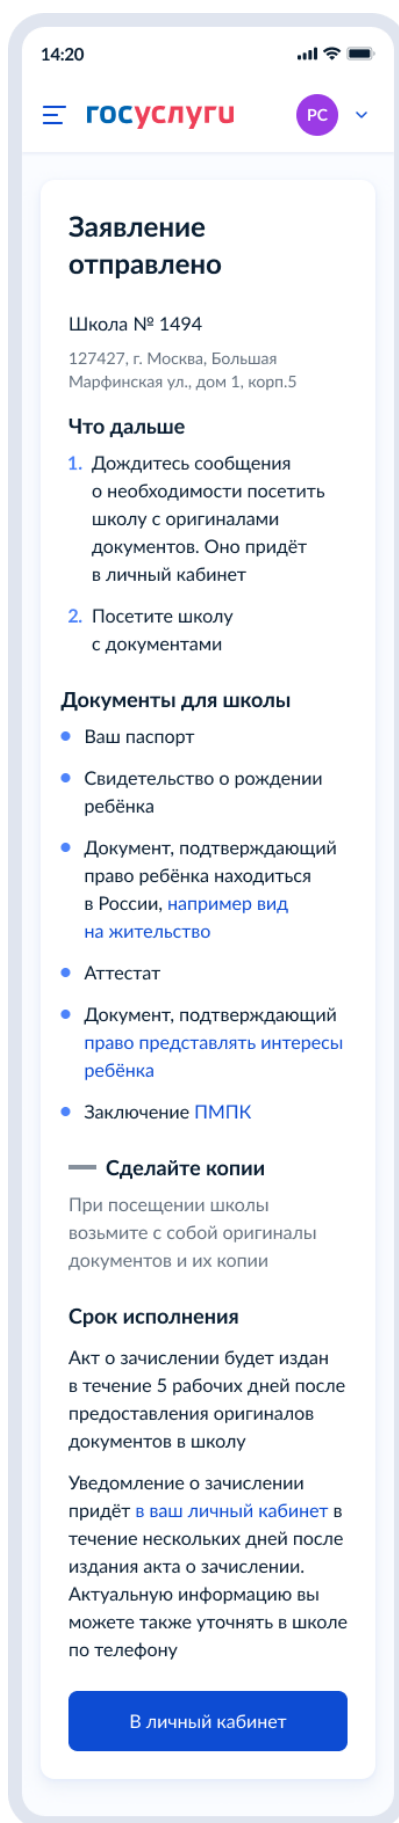 14:20
госуслуги
РС
Заявление
отправлено
Школа № 1494
127427, г. Москва, Большая
Марфинская ул., дом 1, корп.5
Что дальше
1. Дождитесь сообщения
о необходимости посетить
школу с оригиналами
документов. Оно придёт
в личный кабинет
2. Посетите школу
с документами
Документы для школы
• Ваш паспорт
• Свидетельство о рождении
ребёнка
• Документ, подтверждающий
право ребёнка находиться
в России, например вид
на жительство
• Аттестат
• Документ, подтверждающий
право представлять интересы
ребёнка
• Заключение ПМПК
— Сделайте копии
При посещении школы
возьмите с собой оригиналы
документов и их копии
Срок исполнения
Акт о зачислении будет издан
в течение 5 рабочих дней после
предоставления оригиналов
документов в школу
Уведомление о зачислении
придёт в ваш личный кабинет в
течение нескольких дней после
издания акта о зачислении.
Актуальную информацию вы
можете также уточнять в школе
по телефону
В личный кабинет